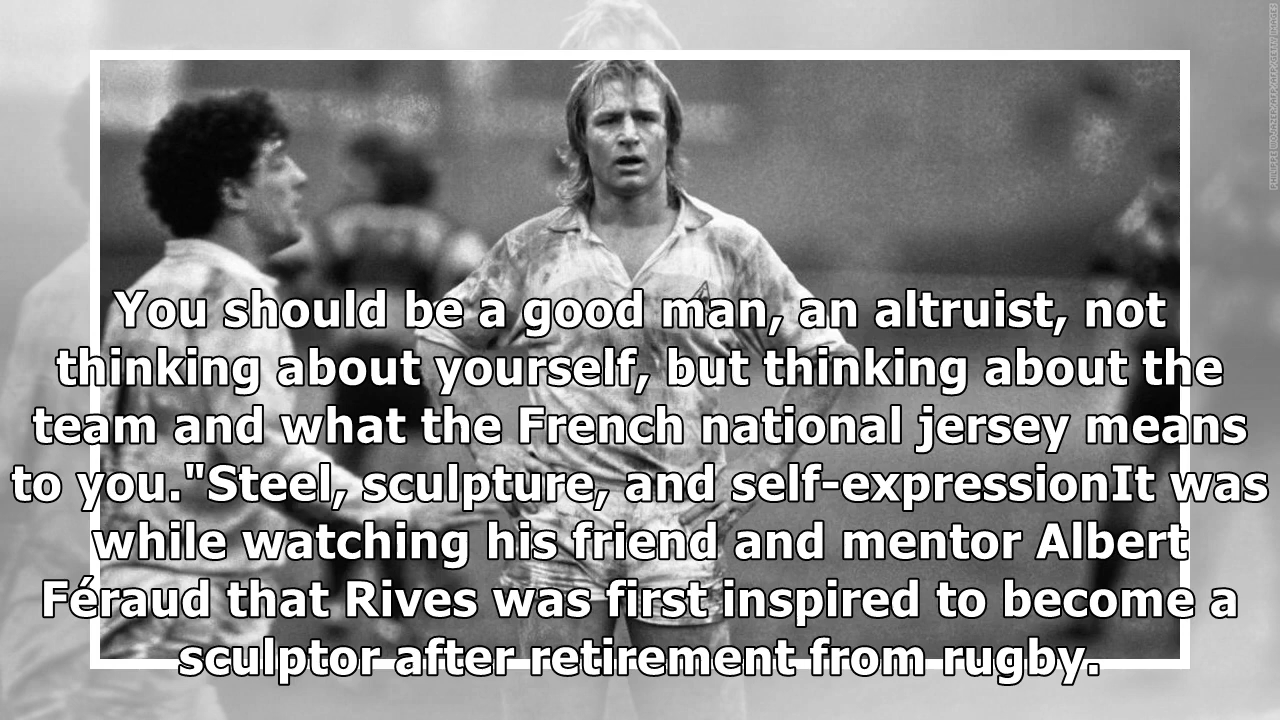 You should be a good man, an altruist, not
thinking about yourself, but thinking about the
team and what the French national jersey means
to you."Steel, sculpture, and self-expressionIt was
while watching his friend and mentor Albert
Féraud that Rives was first inspired to become a
sculptor after retirement from rugby.